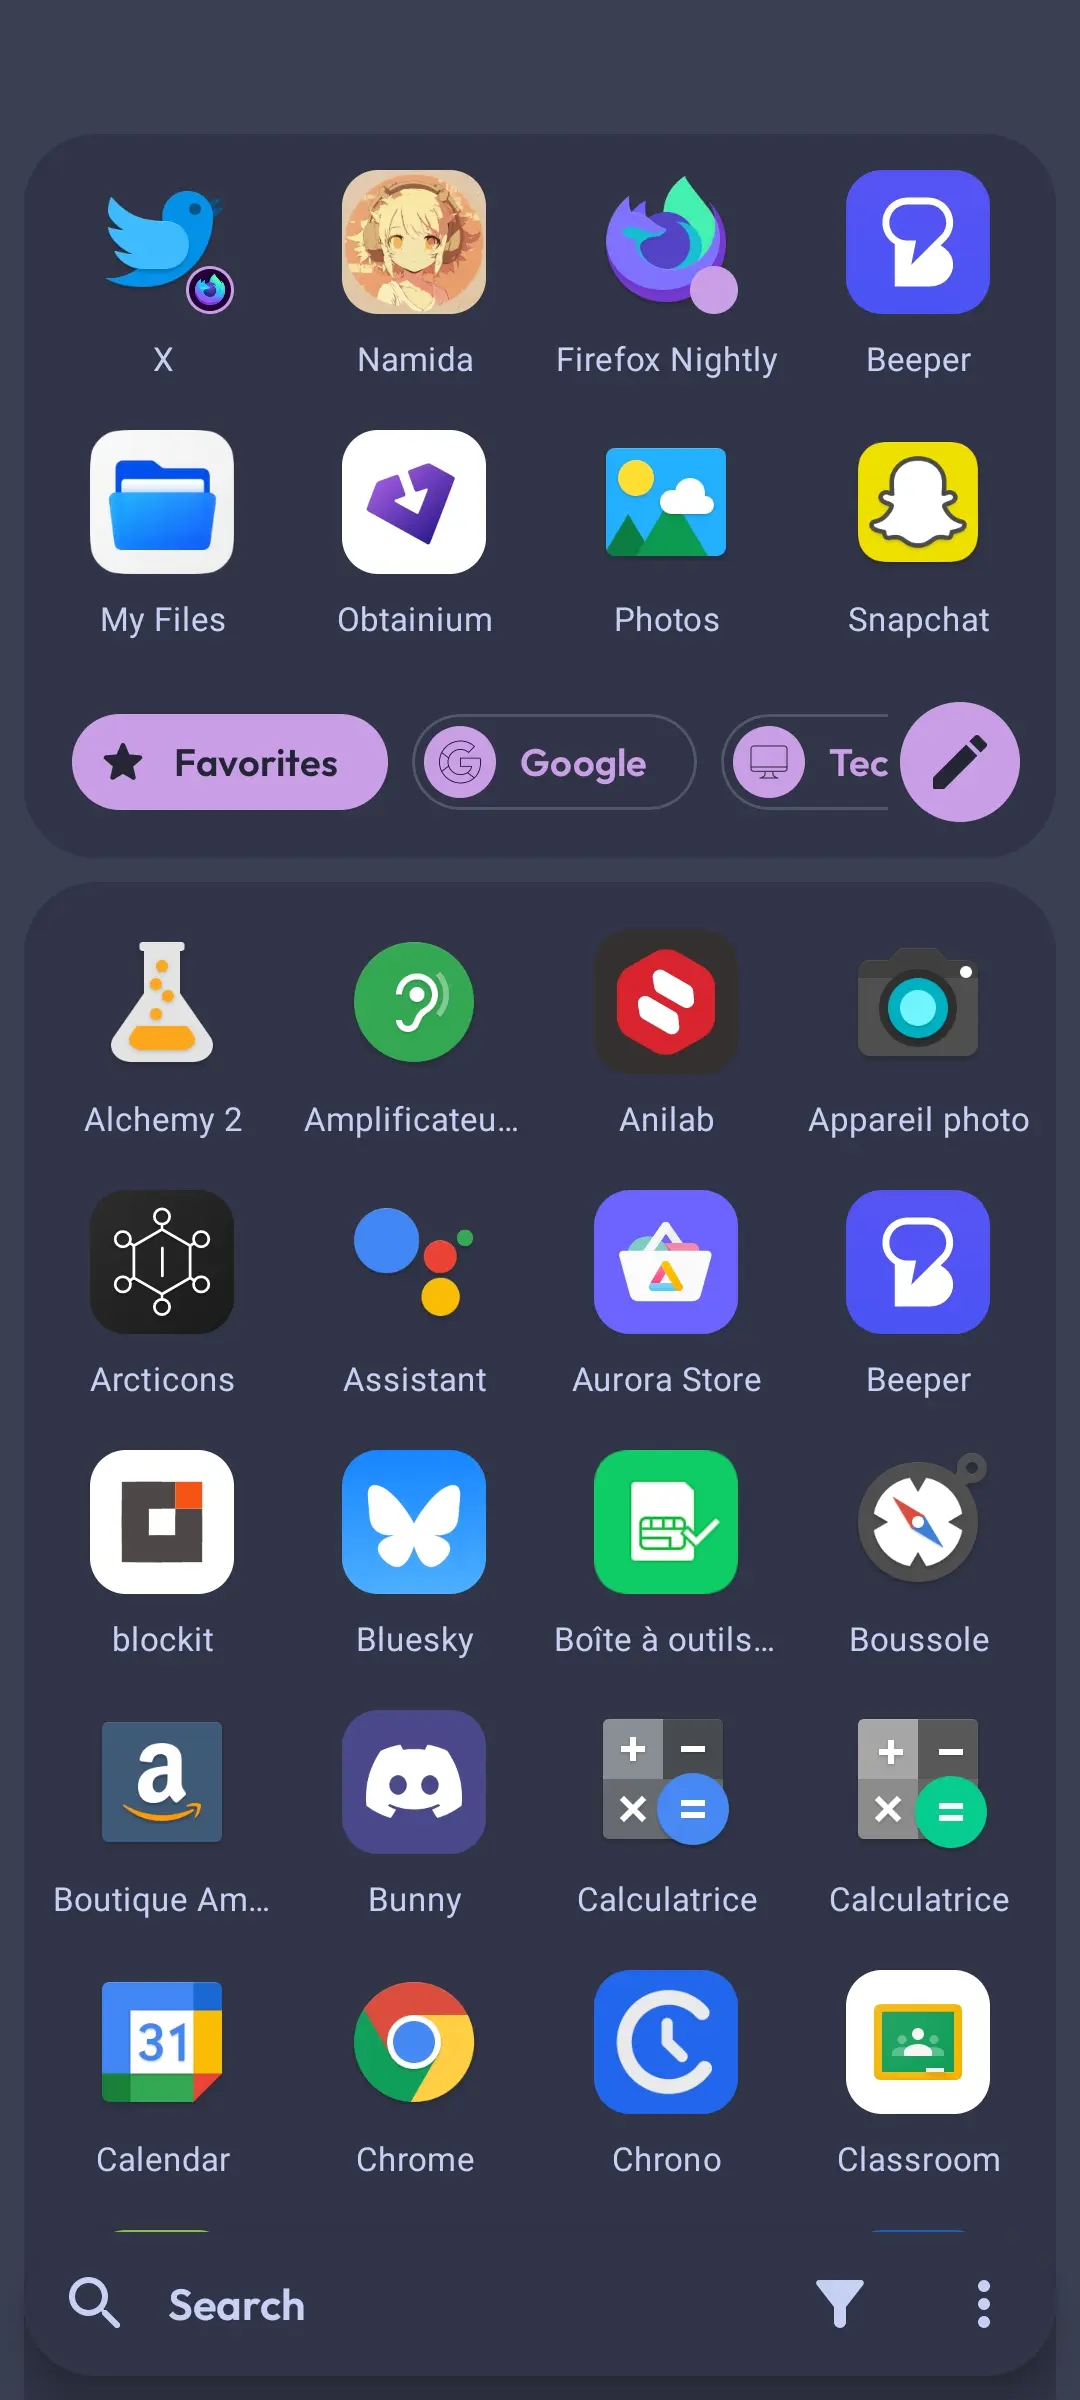 X Namida Firefox Nightly Beeper
My Files Obtainium Photos Snapchat
Favorites Google Tec
Alchemy 2 Amplificateu... Anilab Appareil photo
Arcticons Assistant Aurora Store Beeper
blockit Bluesky Boîte à outils... Boussole
a
Boutique Am... Bunny Calculatrice Calculatrice
31
Calendar Chrome Chrono Classroom
Search